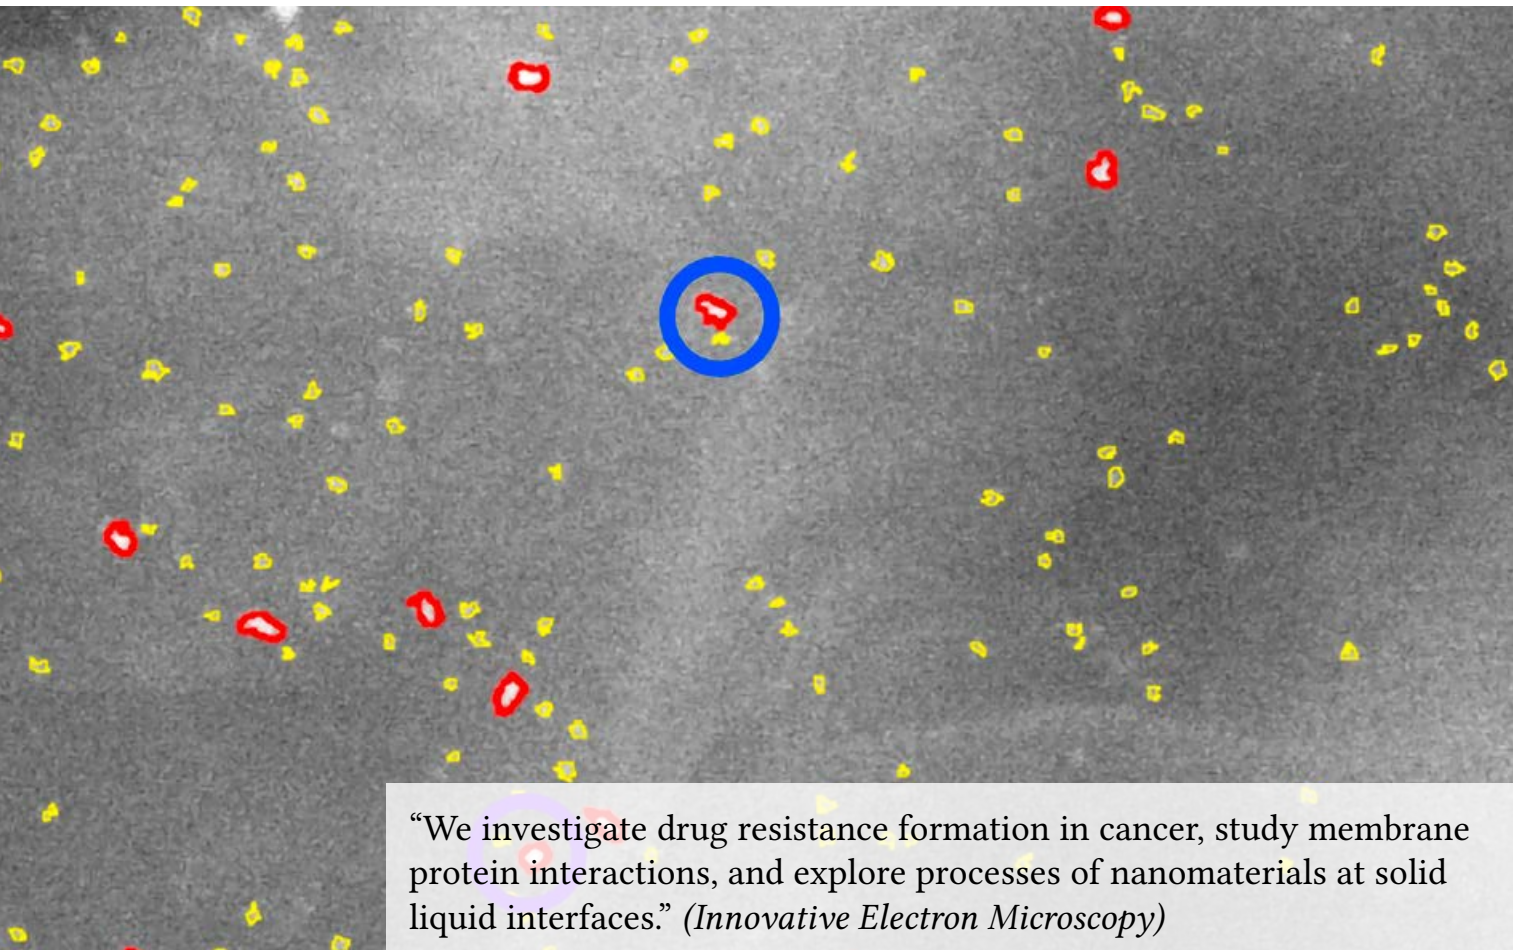 “We investigate drug resistance formation in cancer, study membrane
protein interactions, and explore processes of nanomaterials at solid
liquid interfaces.” (Innovative Electron Microscopy)